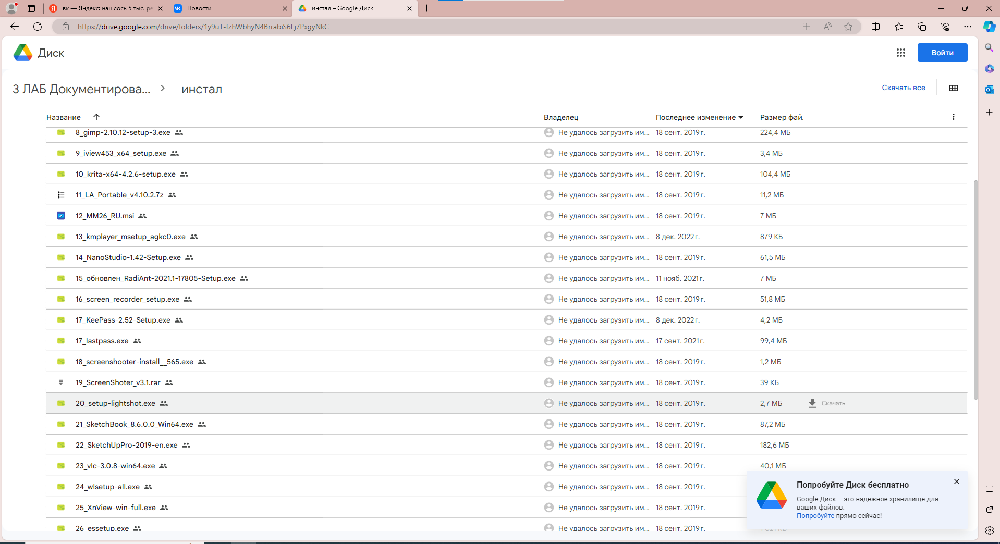 вк — Яндекс: нашлось 5 тыс. ре
Новости
инстал – Google Диск
https://drive.google.com/drive/folders/1y9uT-fzhWbhyN4BrrabiS6Fj7PxgyNkC
Диск
Войти
3 ЛАБ Документирова... > инстал
Скачать все
Название Владелец Последнее изменение Размер фай
8_gimp-2.10.12-setup-3.exe Не удалось загрузить им... 18 сент. 2019 г. 224,4 МБ
9_iview453_x64_setup.exe Не удалось загрузить им... 18 сент. 2019 г. 3,4 МБ
10_krita-x64-4.2.6-setup.exe Не удалось загрузить им... 18 сент. 2019 г. 104,4 МБ
11_LA_Portable_v4.10.2.7z Не удалось загрузить им... 18 сент. 2019 г. 11,2 МБ
12_MM26_RU.msi Не удалось загрузить им... 18 сент. 2019 г. 7 МБ
13_kmplayer_msetup_agkc0.exe Не удалось загрузить им... 8 дек. 2022 г. 879 КБ
14_NanoStudio-1.42-Setup.exe Не удалось загрузить им... 18 сент. 2019 г. 61,5 МБ
15_обновлен_RadiAnt-2021.1-17805-Setup.exe Не удалось загрузить им... 11 нояб. 2021 г. 7 МБ
16_screen_recorder_setup.exe Не удалось загрузить им... 18 сент. 2019 г. 51,8 МБ
17_KeePass-2.52-Setup.exe Не удалось загрузить им... 8 дек. 2022 г. 4,2 МБ
17_lastpass.exe Не удалось загрузить им... 17 сент. 2021 г. 99,4 МБ
18_screenshooter-install__565.exe Не удалось загрузить им... 18 сент. 2019 г. 1,2 МБ
19_ScreenShoter_v3.1.rar Не удалось загрузить им... 18 сент. 2019 г. 39 КБ
20_setup-lightshot.exe Не удалось загрузить им... 18 сент. 2019 г. 2,7 МБ Скачать
21_SketchBook_8.6.0.0_Win64.exe Не удалось загрузить им... 18 сент. 2019 г. 87,2 МБ
22_SketchUpPro-2019-en.exe Не удалось загрузить им... 18 сент. 2019 г. 182,6 МБ
23_vlc-3.0.8-win64.exe Не удалось загрузить им... 18 сент. 2019 г. 40,1 МБ
24_wlsetup-all.exe Не удалось загрузить им... 18 сент. 2019 г.
25_XnView-win-full.exe Не удалось загрузить им... 18 сент. 2019 г.
26_essetup.exe Не удалось загрузить им... 18 сент. 2019 г.
Попробуйте Диск бесплатно
Google Диск – это надежное хранилище для
ваших файлов.
Попробуйте прямо сейчас!